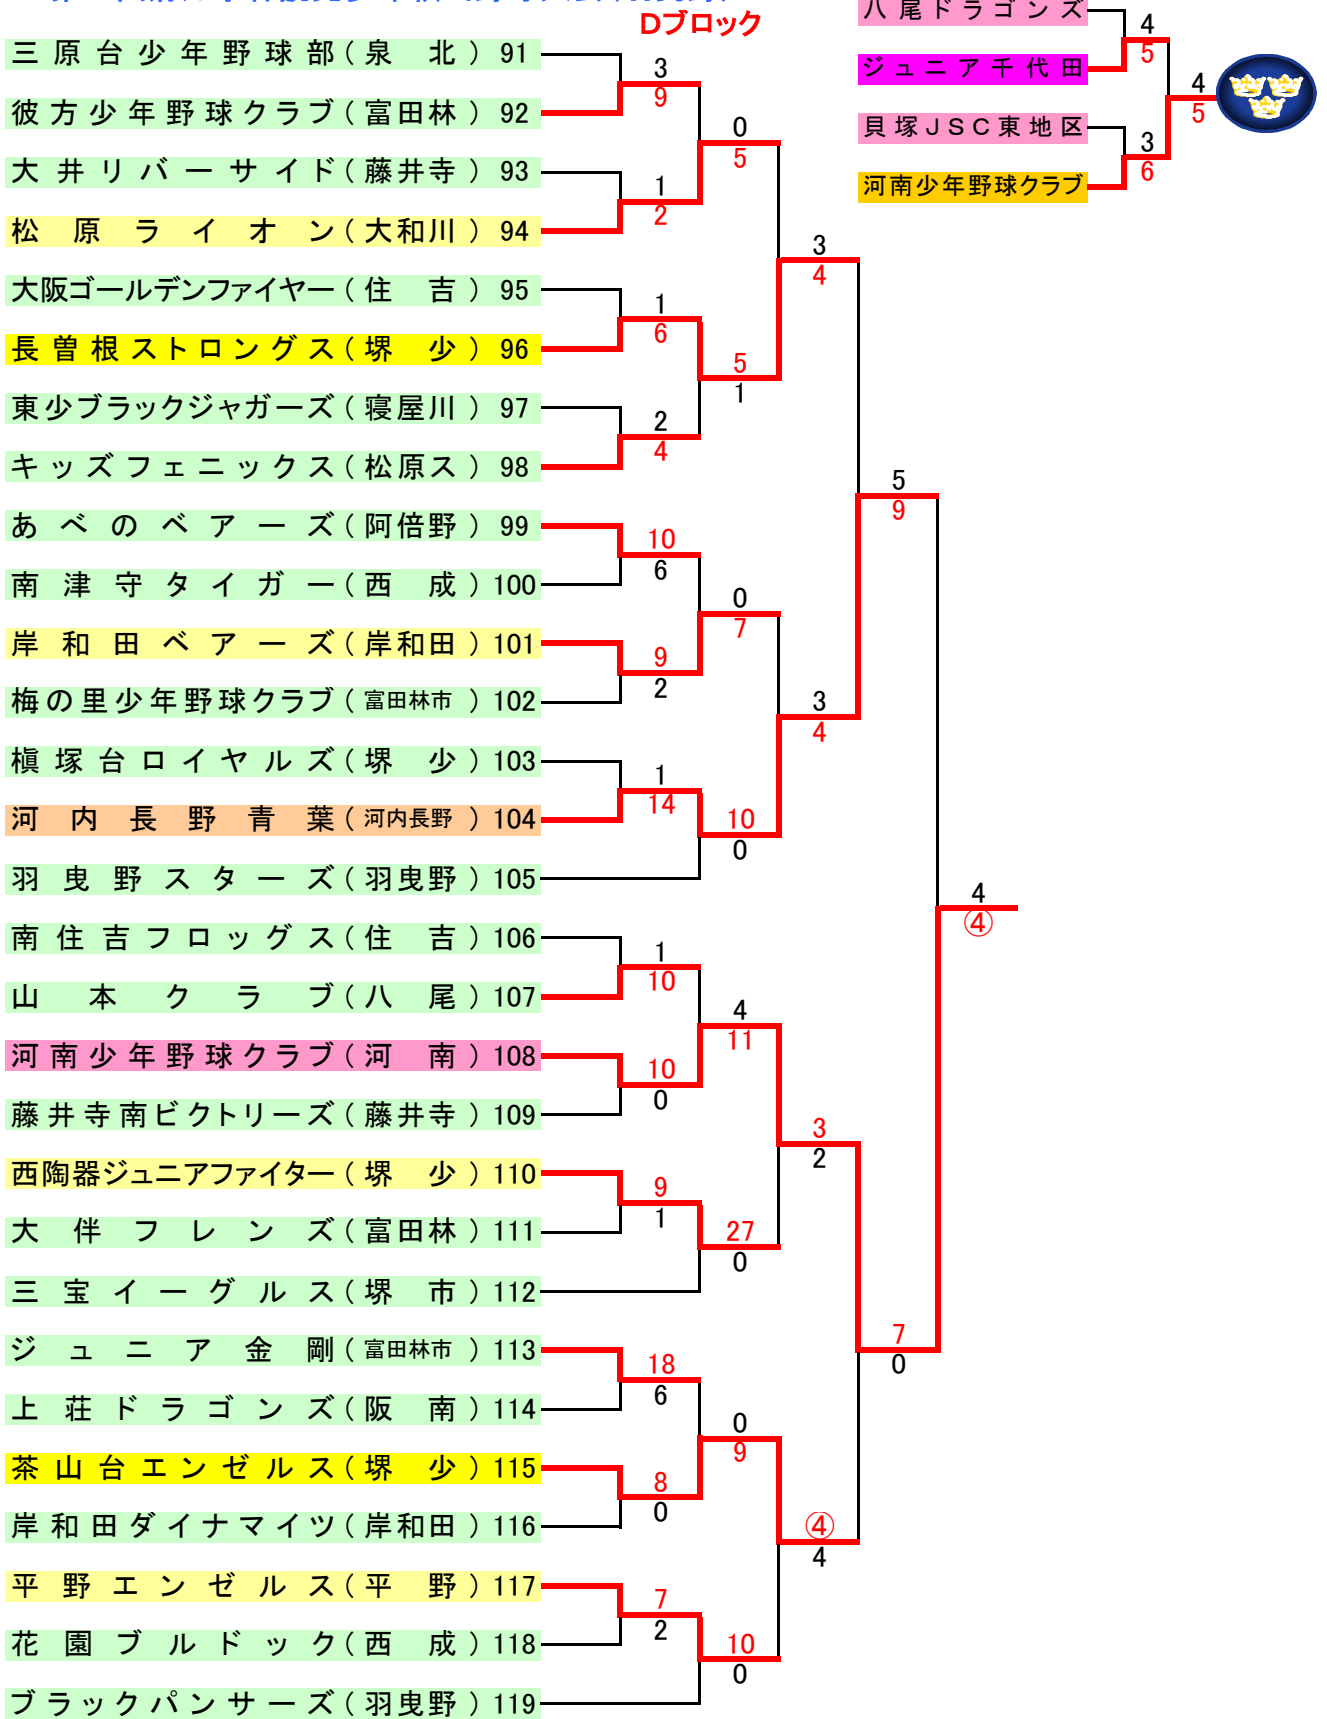 Dブロック
三原台少年野球部(泉 北) 91
彼方少年野球クラブ(富田林) 92
大井リバーサイド(藤井寺) 93
松原ライオン(大和川) 94
大阪ゴールデンファイヤー(住 吉) 95
長曽根ストロングス(堺 少) 96
東少ブラックジャガーズ(寝屋川) 97
キッズフェニックス(松原ス) 98
あべのベアーズ(阿倍野) 99
南津守タイガー(西 成) 100
岸和田ベアーズ(岸和田) 101
梅の里少年野球クラブ(富田林市) 102
槇塚台ロイヤルズ(堺 少) 103
河内長野青葉(河内長野) 104
羽曳野スターズ(羽曳野) 105
南住吉フロッグス(住 吉) 106
山本クラブ(八 尾) 107
河南少年野球クラブ(河 南) 108
藤井寺南ビクトリーズ(藤井寺) 109
西陶器ジュニアファイター(堺 少) 110
大伴フレンズ(富田林) 111
三宝イーグルス(堺 市) 112
ジュニア金剛(富田林市) 113
上荘ドラゴンズ(阪 南) 114
茶山台エンゼルス(堺 少) 115
岸和田ダイナマイツ(岸和田) 116
平野エンゼルス(平 野) 117
花園ブルドック(西 成) 118
ブラックパンサーズ(羽曳野) 119
3
9
1
2
1
6
2
4
10
6
9
2
1
14
1
10
10
0
9
1
18
6
8
0
7
2
0
5
5
1
0
7
10
0
4
11
27
0
0
9
10
0
3
4
3
4
3
2
④
4
5
9
7
0
4
④
八尾ドラゴンズ
ジュニア千代田
貝塚JSC東地区
河南少年野球クラブ
4
5
3
6
4
5